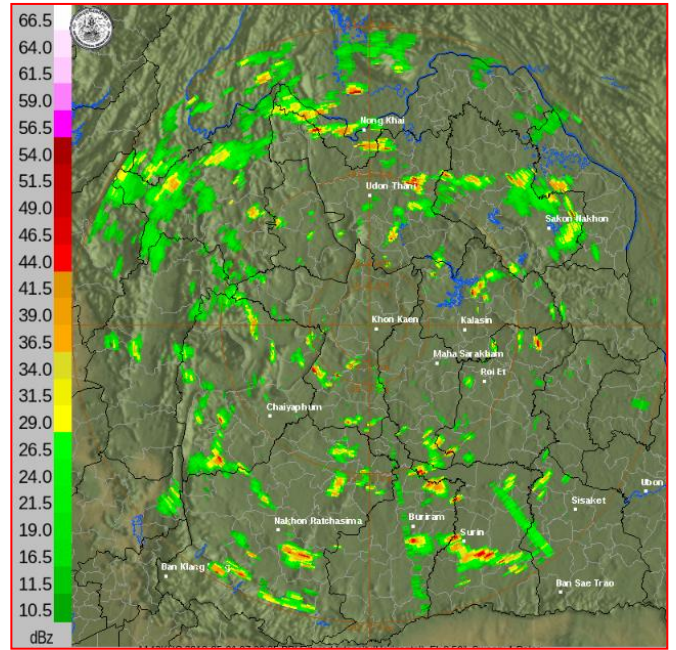 66.5
64.0
61.5
59.0
56.5
54.0
51.5
49.0
46.5
44.0
41.5
39.0
36.5
34.0
31.5
29.0
26.5
24.0
21.5
19.0
16.5
14.0
11.5
10.5
dBz
Nong Khai
Udon Thani
Sakon Nakhon
Khon Kaen
Kalasin
Maha Sarakham
Roi Et
Chaiyaphum
Ubon
Sisaket
Nakhon Ratchasima
Buriram
Surin
Ban Klang
Ban Sae Trao